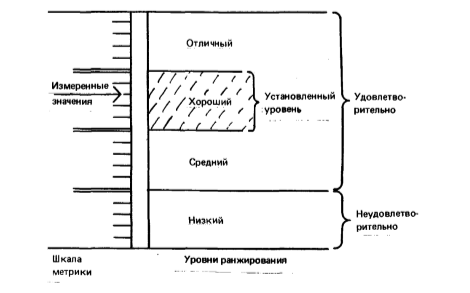 Отличный
Измеренные
значения
Хороший
Установленный
уровень
Удовлетво-
рительно
Средний
Низкий
Неудовлетво-
рительно
Шкала
метрики
Уровни ранжирования